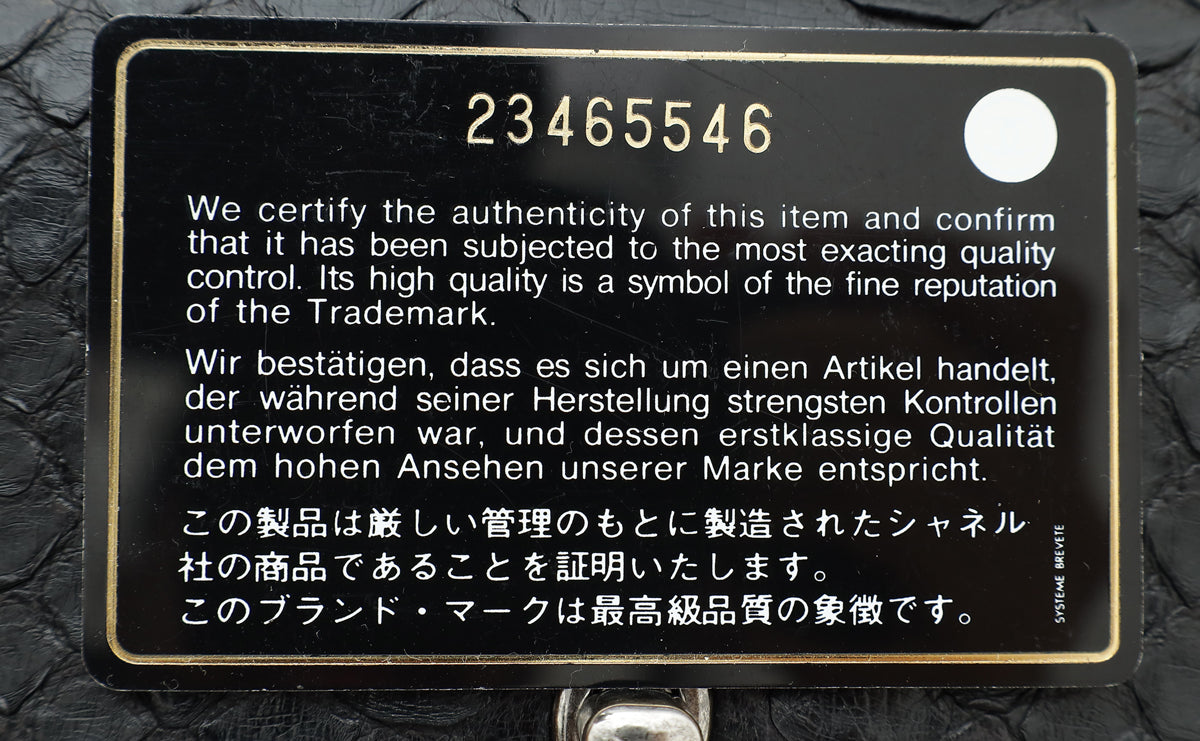 23465546
We certify the authenticity of this item and confirm
that it has been subjected to the most exacting quality
control. Its high quality is a symbol of the fine reputation
of the Trademark.
Wir bestätigen, dass es sich um einen Artikel handelt,
der während seiner Herstellung strengsten Kontrollen
unterworfen war, und dessen erstklassige Qualität
dem hohen Ansehen unserer Marke entspricht.
この製品は厳しい管理のもとに製造されたシャネル
社の商品であることを証明いたします。
このブランド・マークは最高級品質の象徴です。
SYSTEME BREVETE